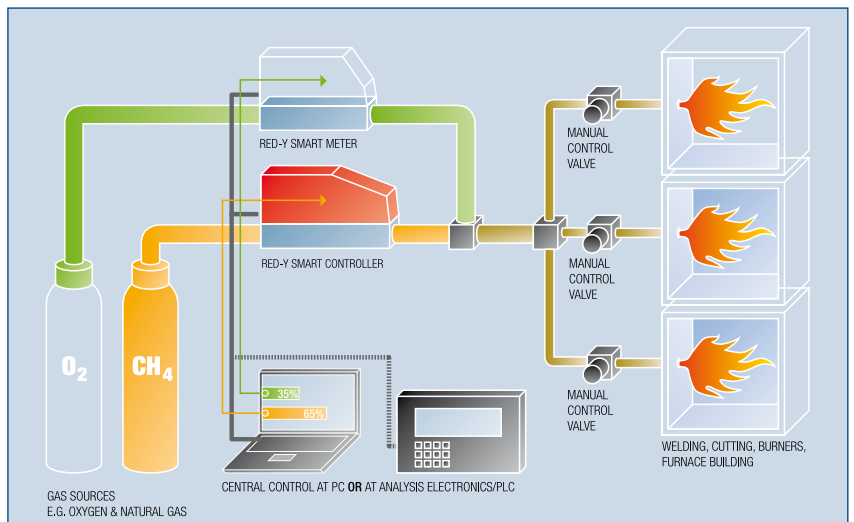 RED-Y SMART METER
MANUAL
CONTROL
VALVE
RED-Y SMART CONTROLLER
MANUAL
CONTROL
VALVE
O2
CH4
35%
65%
MANUAL
CONTROL
VALVE
WELDING, CUTTING, BURNERS,
FURNACE BUILDING
CENTRAL CONTROL AT PC OR AT ANALYSIS ELECTRONICS/PLC
GAS SOURCES
E.G. OXYGEN & NATURAL GAS